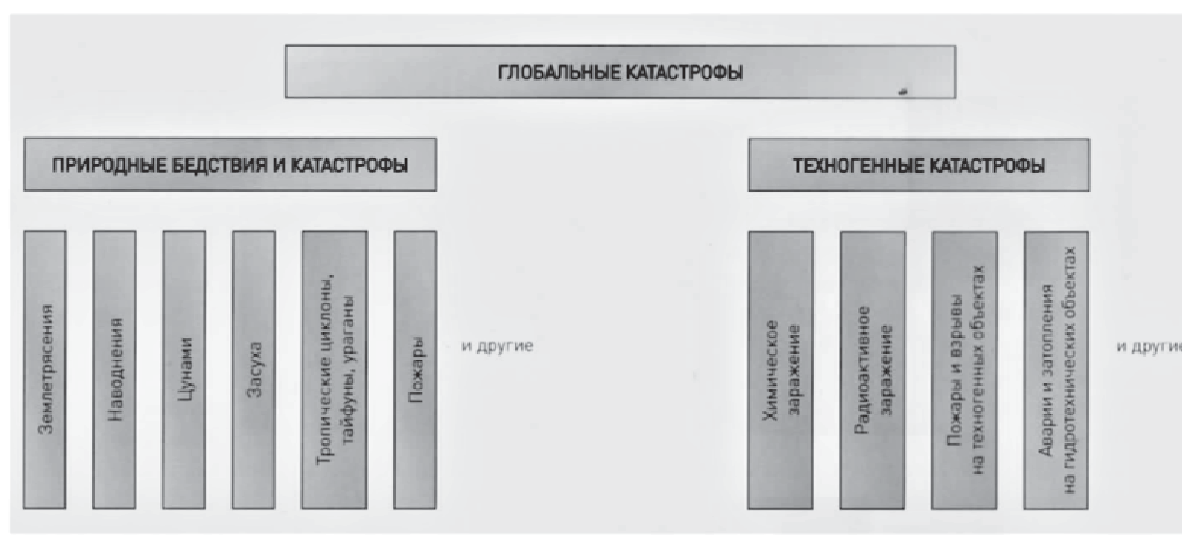 ГЛОБАЛЬНЫЕ КАТАСТРОФЫ
ПРИРОДНЫЕ БЕДСТВИЯ И КАТАСТРОФЫ
Землетрясения
Наводнения
Цунами
Засуха
Тропические циклоны,
тайфуны, ураганы
Пожары
и другие
ТЕХНОГЕННЫЕ КАТАСТРОФЫ
Химическое
заражение
Радиоактивное
заражение
Пожары и взрывы
на техногенных объектах
Аварии и затопления
на гидротехнических объектах
и другие